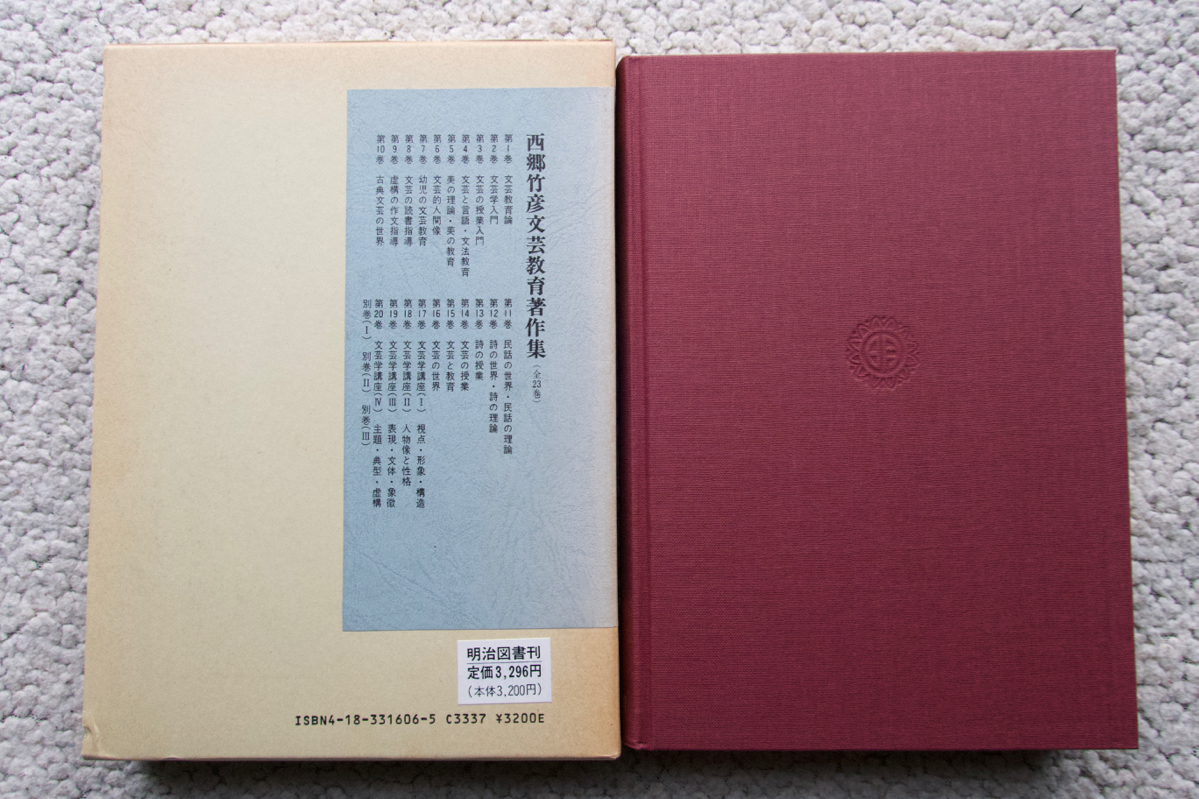 西郷竹彦文芸教育著作集(全23巻)
第1巻 文芸教育論
第2巻 文芸学入門
第3巻 文芸の授業入門
第4巻 文芸と言語・文法教育
第5巻 美の理論・美の教育
第6巻 文芸的人間像
第7巻 幼児の文芸教育
第8巻 文芸の読書指導
第9巻 虚構の作文指導
第10巻 古典文芸の世界
第11巻 民話の世界・民話の理論
第12巻 詩の世界・詩の理論
第13巻 詩の授業
第14巻 文芸の授業
第15巻 文芸と教育
第16巻 文芸の世界
第17巻 文芸学講座(I) 視点・形象・構造
第18巻 文芸学講座(II) 人物像と性格
第19巻 文芸学講座(III) 表現・文体・象徴
第20巻 文芸学講座(IV) 主題・典型・虚構
別巻(I) 別巻(II) 別巻(III)
明治図書刊
定価3,296円
(本体3,200円)
ISBN4-18-331606-5 C3337 ¥3200E